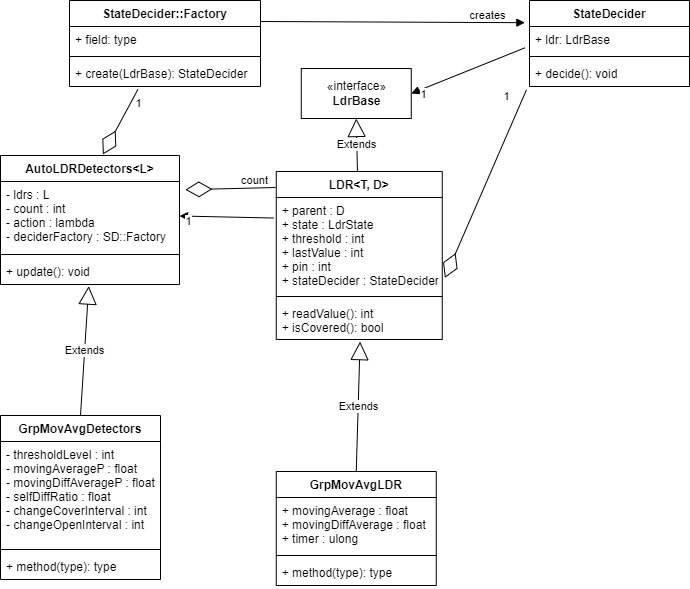 StateDecider::Factory
+ field: type
+ create(LdrBase): StateDecider
creates
StateDecider
+ ldr: LdrBase
+ decide(): void
1
«interface»
LdrBase
1
1
Extends
AutoLDRDetectors<L>
- ldrs : L
- count : int
- action : lambda
- deciderFactory : SD::Factory
+ update(): void
count
1
LDR<T, D>
+ parent : D
+ state : LdrState
+ threshold : int
+ lastValue : int
+ pin : int
+ stateDecider : StateDecider
+ readValue(): int
+ isCovered(): bool
Extends
Extends
GrpMovAvgDetectors
- thresholdLevel : int
- movingAverageP : float
- movingDiffAverageP : float
- selfDiffRatio : float
- changeCoverInterval : int
- changeOpenInterval : int
+ method(type): type
GrpMovAvgLDR
+ movingAverage : float
+ movingDiffAverage : float
+ timer : ulong
+ method(type): type